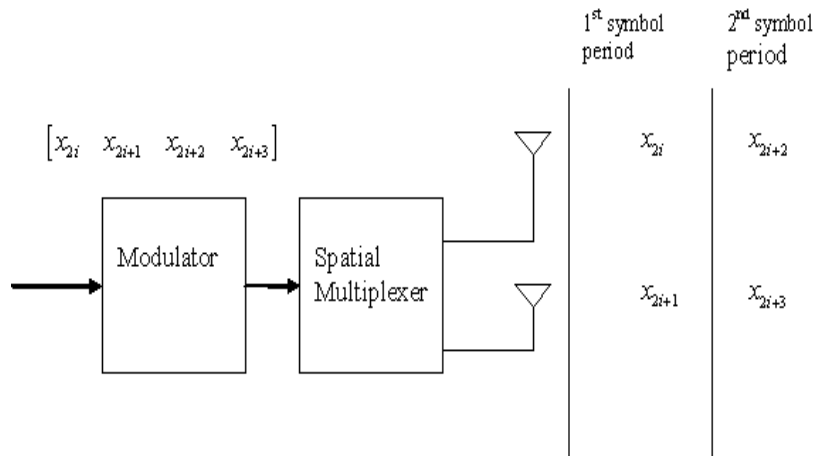 1st symbol period
2nd symbol period
[x2i x2i+1 x2i+2 x2i+3]
x2i x2i+2
Modulator
Spatial
Multiplexer
x2i+1 x2i+3